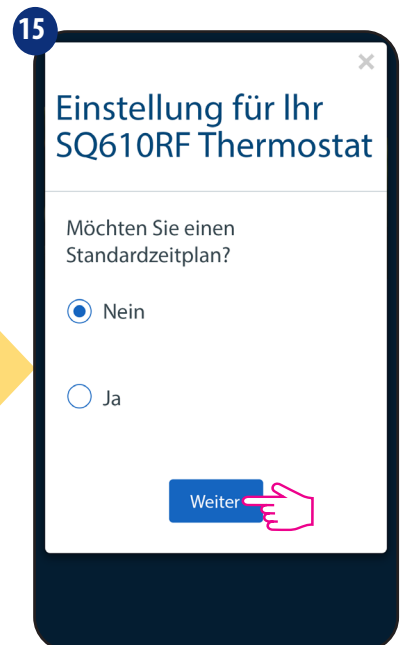 15
×
Einstellung für Ihr
SQ610RF Thermostat
Möchten Sie einen
Standardzeitplan?
Nein
Ja
Weiter